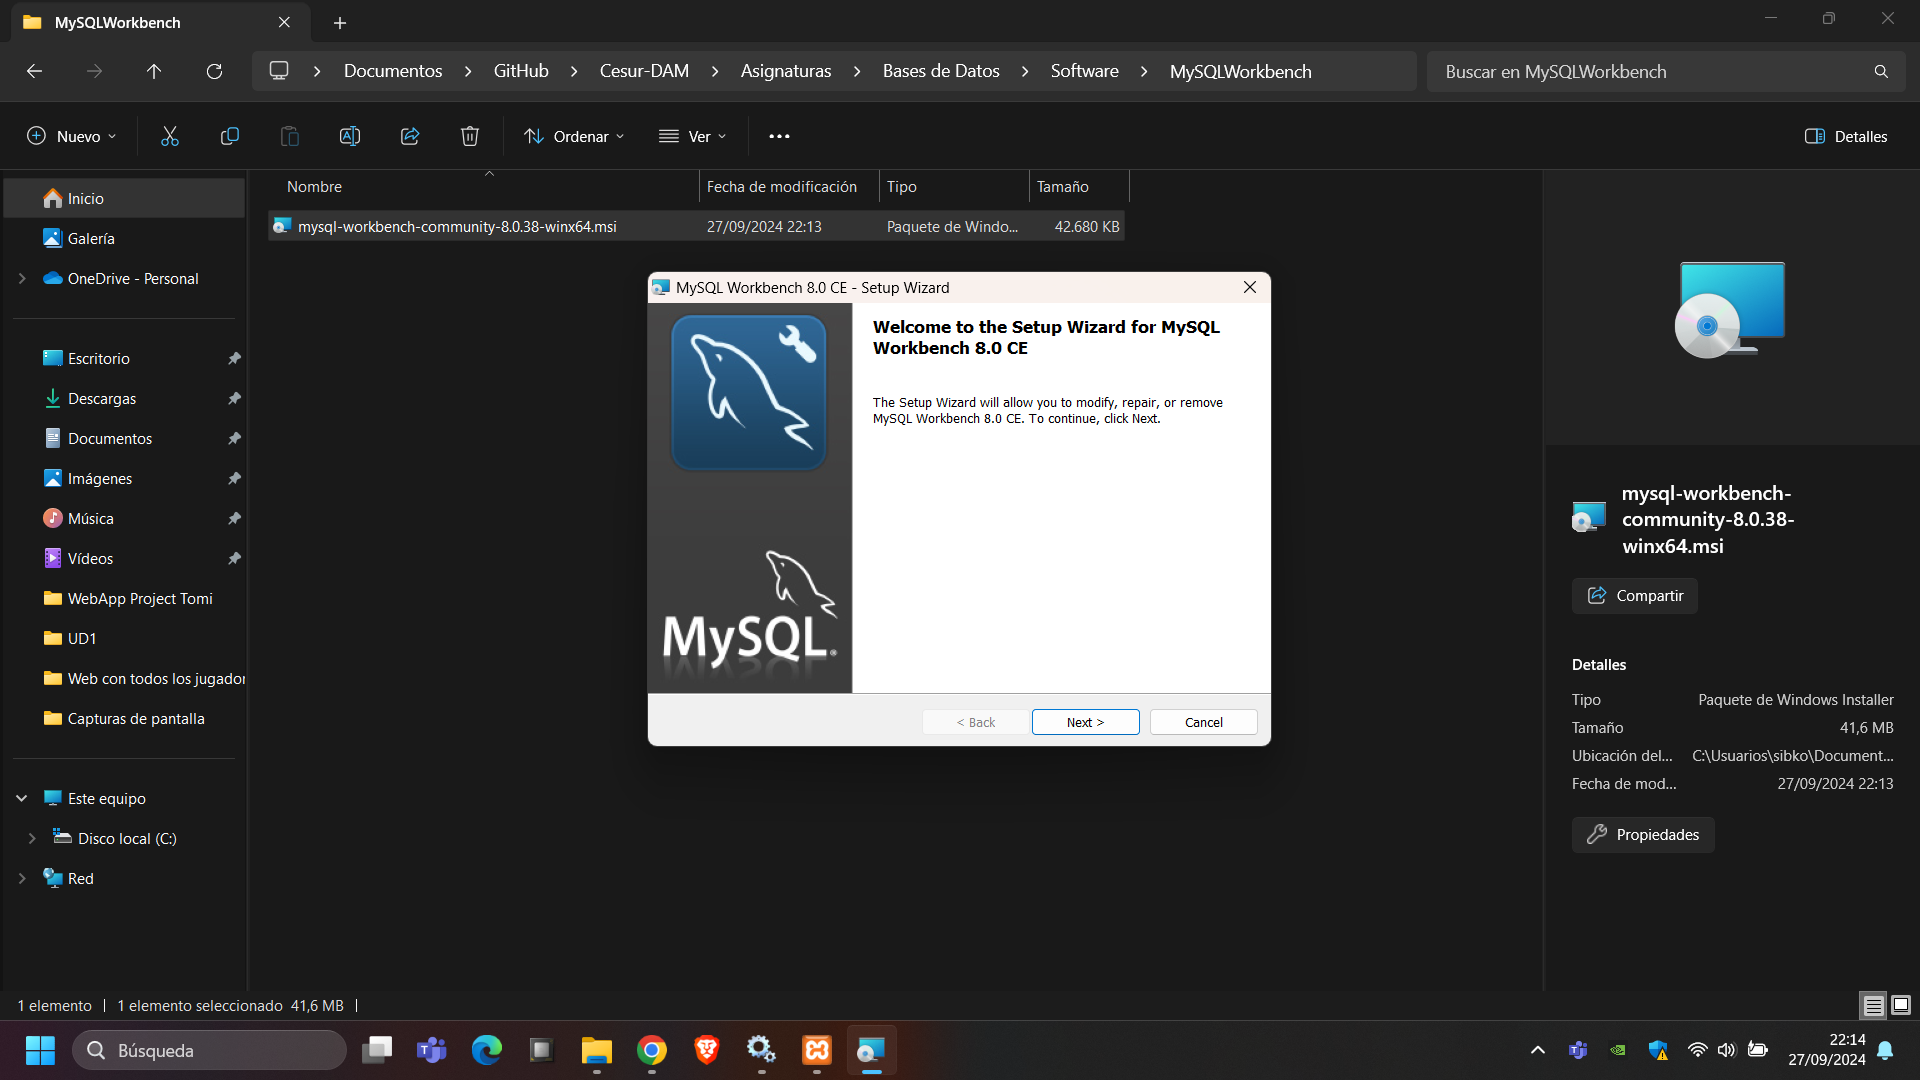 MySQLWorkbench
Documentos
GitHub
Cesur-DAM
Asignaturas
Bases de Datos
Software
MySQLWorkbench
Buscar en MySQLWorkbench
Nuevo
Ordenar
Ver
Detalles
Nombre
Fecha de modificación
Tipo
Tamaño
mysql-workbench-community-8.0.38-winx64.msi
27/09/2024 22:13
Paquete de Windo...
42.680 KB
Inicio
Galería
OneDrive - Personal
Escritorio
Descargas
Documentos
Imágenes
Música
Vídeos
WebApp Project Tomi
UD1
Web con todos los jugador
Capturas de pantalla
Este equipo
Disco local (C:)
Red
MySQL Workbench 8.0 CE - Setup Wizard
Welcome to the Setup Wizard for MySQL
Workbench 8.0 CE
The Setup Wizard will allow you to modify, repair, or remove
MySQL Workbench 8.0 CE. To continue, click Next.
MySQL®
< Back
Next >
Cancel
mysql-workbench-
community-8.0.38-
winx64.msi
Compartir
Detalles
Tipo
Paquete de Windows Installer
Tamaño
41,6 MB
Ubicación del...
C:\Usuarios\sibko\Document...
Fecha de mod...
27/09/2024 22:13
Propiedades
1 elemento
1 elemento seleccionado 41,6 MB
Búsqueda
22:14
27/09/2024